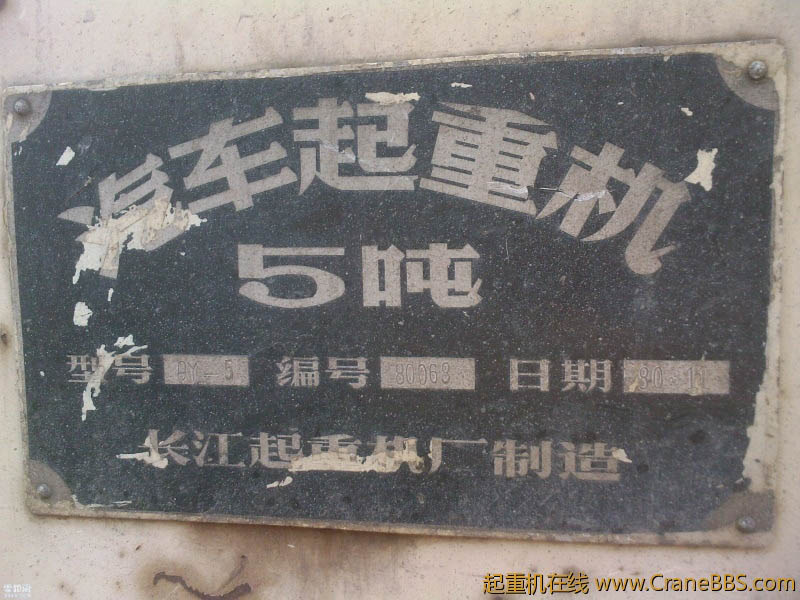 汽车起重机
5吨
型号 QY-5 编号 80068 日期 80·11
长江起重机厂制造
起重机在线 www.CraneBBS.com